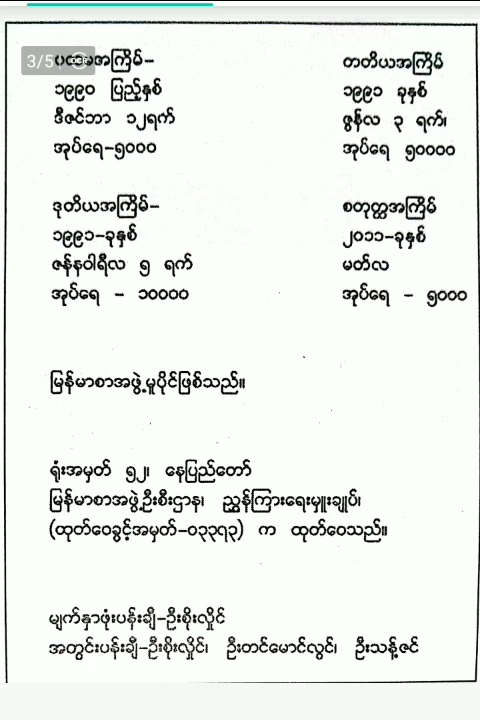 3/5
ပထမအကြိမ်–
၁၉၉၀ ပြည့်နှစ်
ဒီဇင်ဘာ ၁၂ရက်
အုပ်ရေ–၅၀၀၀
တတိယအကြိမ်
၁၉၉၁ ခုနှစ်
ဇွန်လ ၃ ရက်၊
အုပ်ရေ ၅၀၀၀၀
ဒုတိယအကြိမ်–
၁၉၉၁–ခုနှစ်
ဇန်နဝါရီလ ၅ ရက်
အုပ်ရေ – ၁၀၀၀၀
စတုတ္ထအကြိမ်
၂၀၁၁–ခုနှစ်
မတ်လ
အုပ်ရေ – ၅၀၀၀
မြန်မာစာအဖွဲ့မူပိုင်ဖြစ်သည်။
ရုံးအမှတ် ၅၂၊ နေပြည်တော်
မြန်မာစာအဖွဲ့ဦးစီးဌာန၊ ညွှန်ကြားရေးမှူးချုပ်၊
(ထုတ်ဝေခွင့်အမှတ်–၀၃၃၇၃) က ထုတ်ဝေသည်။
မျက်နှာဖုံးပန်းချီ–ဦးစိုးလှိုင်
အတွင်းပန်းချီ–ဦးစိုးလှိုင်၊ ဦးတင်မောင်လွင်၊ ဦးသန့်ဇင်